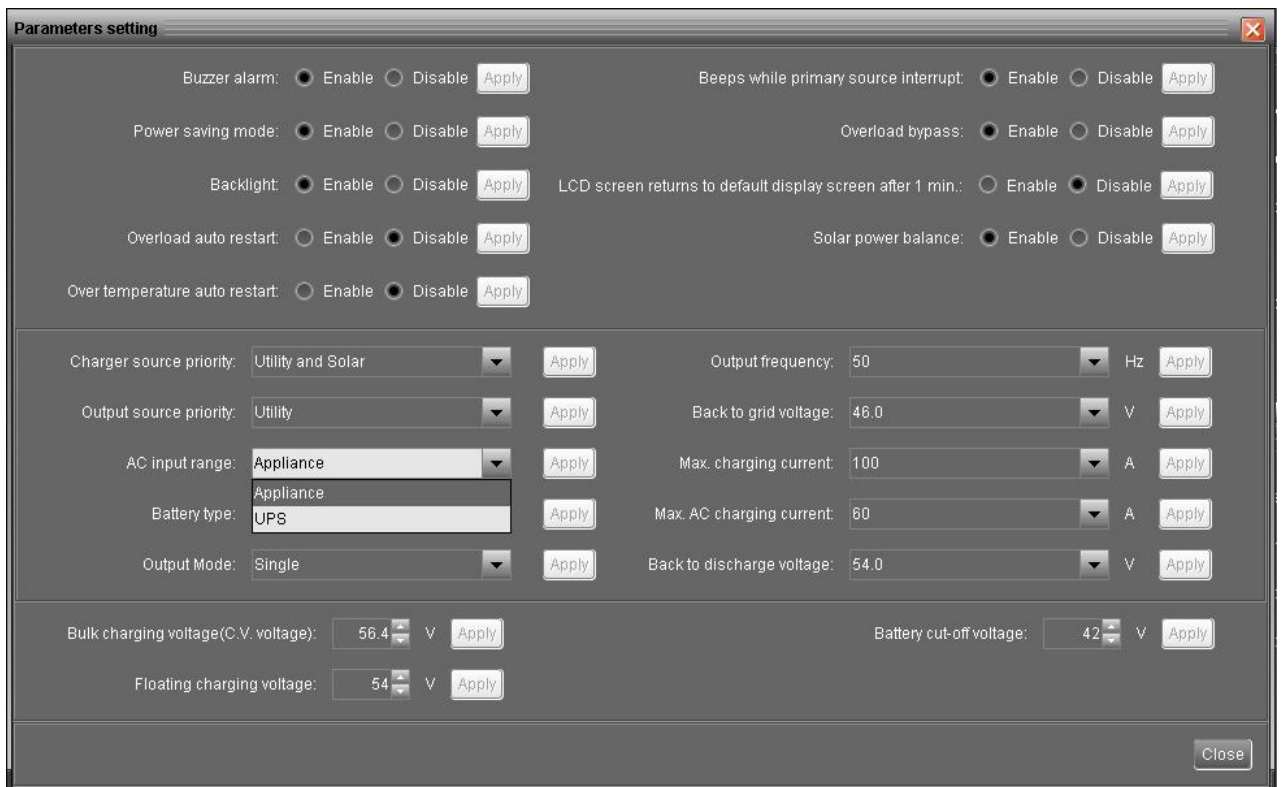 Parameters setting
Buzzer alarm: Enable Disable Apply Beeps while primary source interrupt: Enable Disable Apply
Power saving mode: Enable Disable Apply Overload bypass: Enable Disable Apply
Backlight: Enable Disable Apply LCD screen returns to default display screen after 1 min.: Enable Disable Apply
Overload auto restart: Enable Disable Apply Solar power balance: Enable Disable Apply
Over temperature auto restart: Enable Disable Apply
Charger source priority: Utility and Solar Apply Output frequency: 50 Hz Apply
Output source priority: Utility Apply Back to grid voltage: 46.0 V Apply
AC input range: Appliance Apply Max. charging current: 100 A Apply
Appliance
Battery type: UPS Apply Max. AC charging current: 60 A Apply
Output Mode: Single Apply Back to discharge voltage: 54.0 V Apply
Bulk charging voltage(C.V. voltage): 56.4 V Apply Battery cut-off voltage: 42 V Apply
Floating charging voltage: 54 V Apply
Close